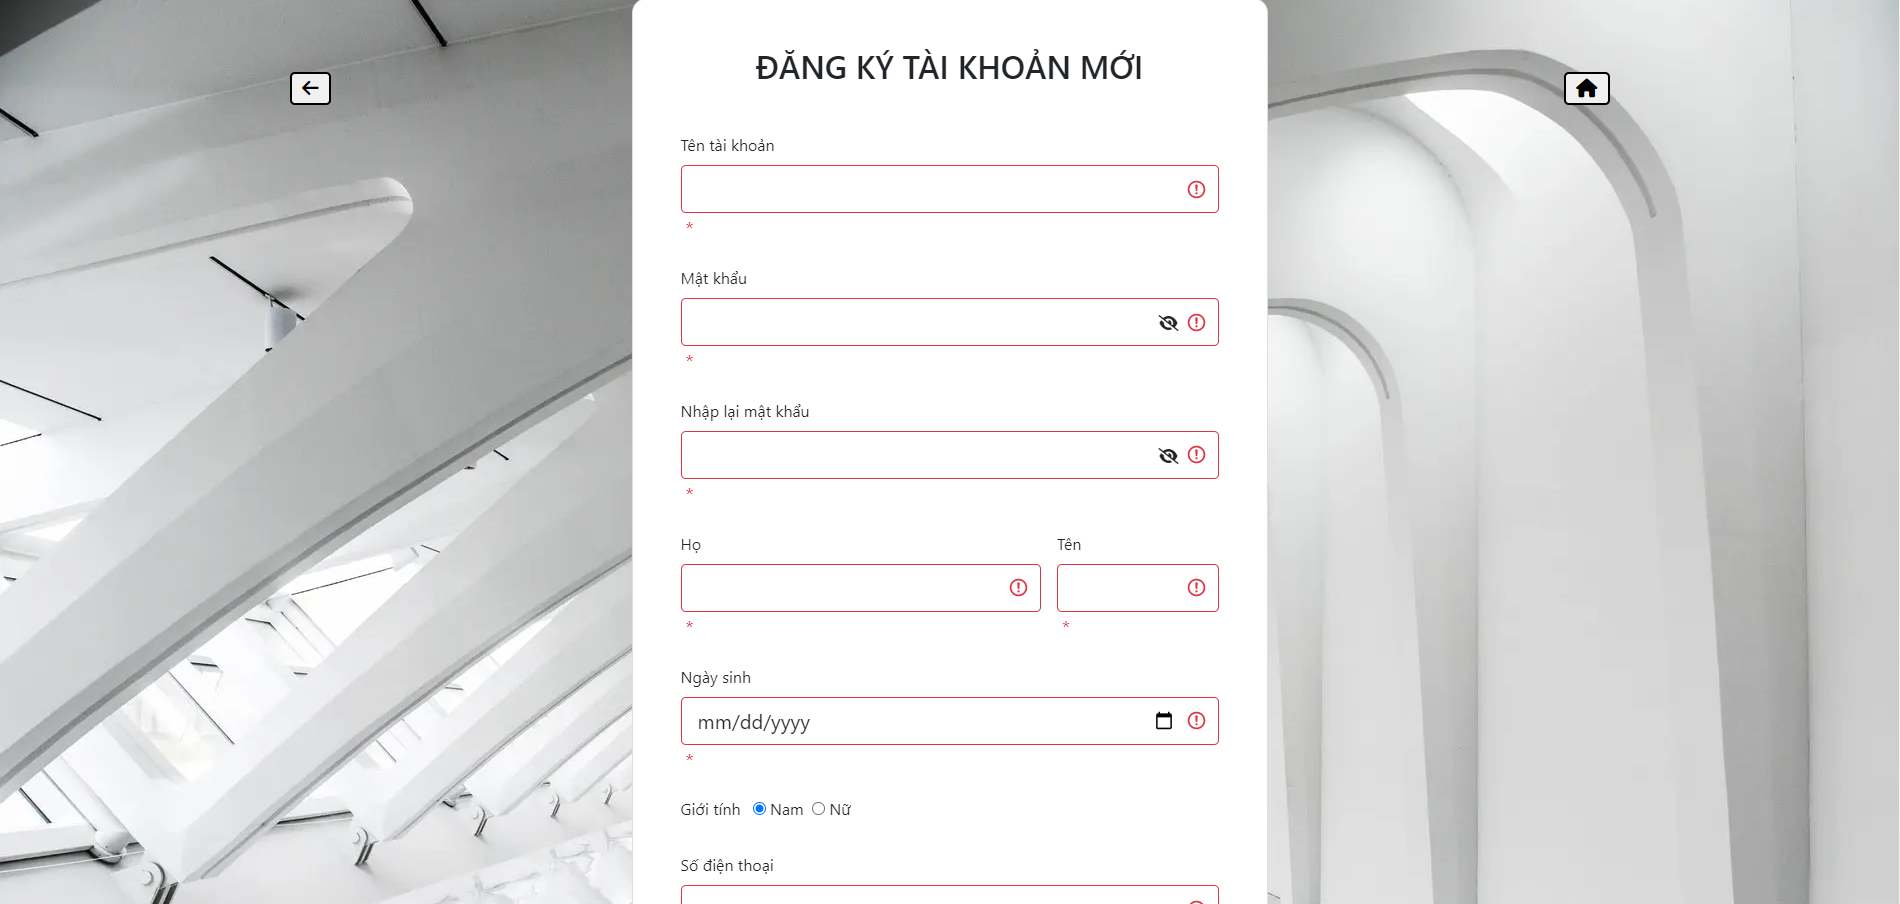 ĐĂNG KÝ TÀI KHOẢN MỚI
Tên tài khoản
*
Mật khẩu
*
Nhập lại mật khẩu
*
Họ Tên
* *
Ngày sinh
mm/dd/yyyy
*
Giới tính Nam Nữ
Số điện thoại